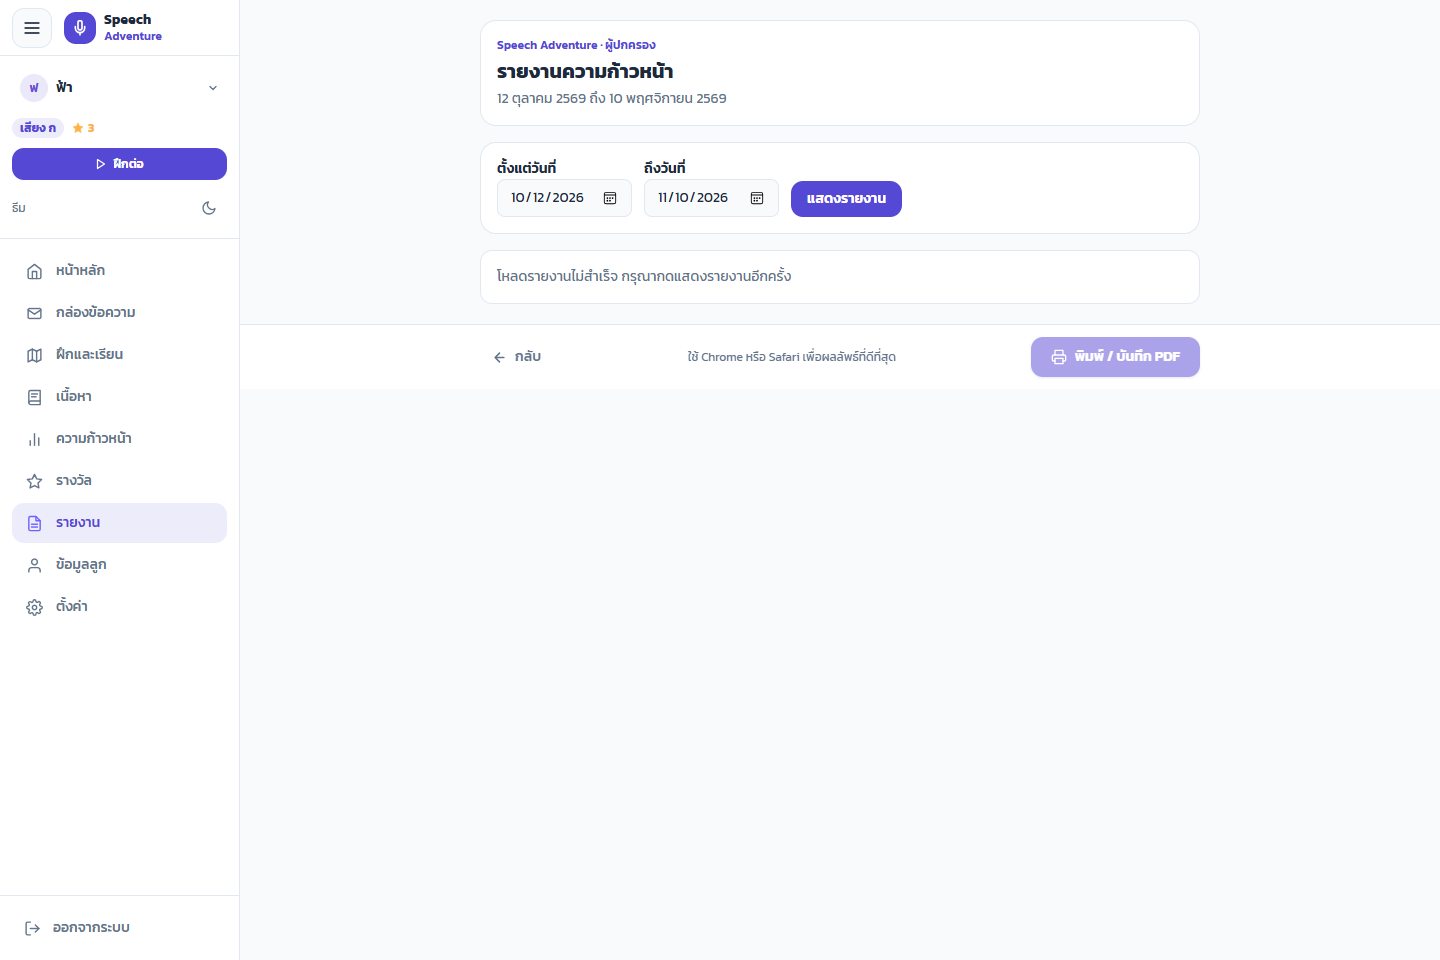 Speech
Adventure
ฟ ฟ้า
เสียง ก 3
ฝึกต่อ
ธีม
หน้าหลัก
กล่องข้อความ
ฝึกและเรียน
เนื้อหา
ความก้าวหน้า
รางวัล
รายงาน
ข้อมูลลูก
ตั้งค่า
ออกจากระบบ
Speech Adventure · ผู้ปกครอง
รายงานความก้าวหน้า
12 ตุลาคม 2569 ถึง 10 พฤศจิกายน 2569
ตั้งแต่วันที่ ถึงวันที่
10/12/2026 11/10/2026 แสดงรายงาน
โหลดรายงานไม่สำเร็จ กรุณากดแสดงรายงานอีกครั้ง
กลับ ใช้ Chrome หรือ Safari เพื่อผลลัพธ์ที่ดีที่สุด พิมพ์ / บันทึก PDF